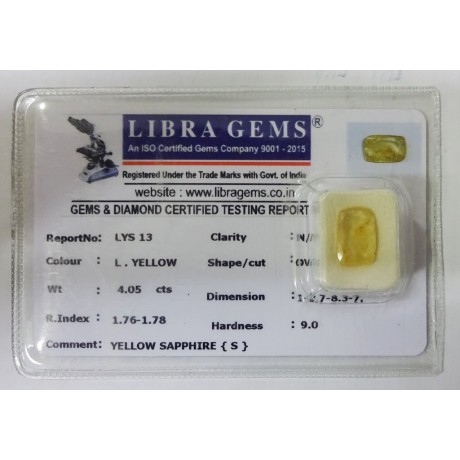 LIBRA GEMS ®
An ISO Certified Gems Company 9001 - 2015
Registered Under the Trade Marks with Govt. of India
website : www.libragems.co.in
GEMS & DIAMOND CERTIFIED TESTING REPORT
ReportNo: LYS 13 Clarity :
Colour : L . YELLOW Shape/cut :
Wt : 4.05 cts Dimension :
R.Index : 1.76-1.78 Hardness : 9.0
Comment: YELLOW SAPPHIRE { S }